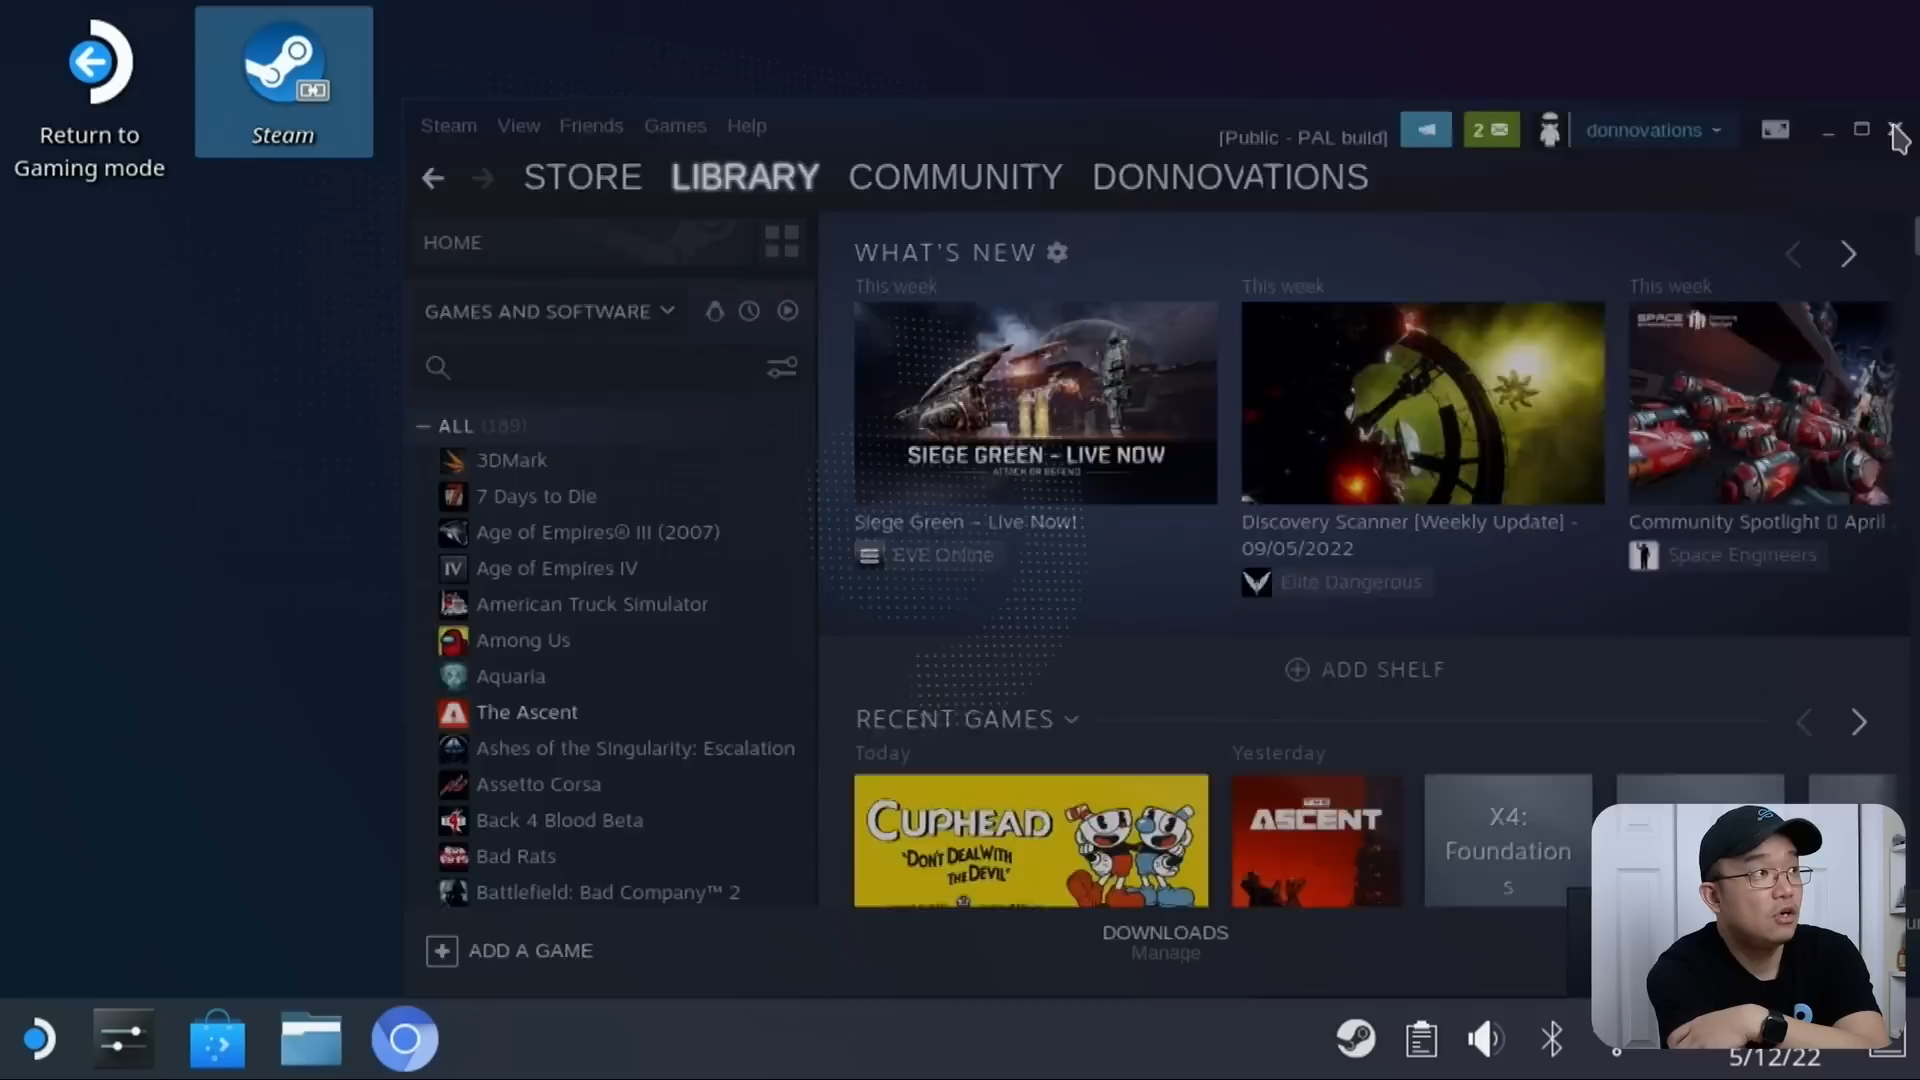 Return to
Gaming mode
Steam
Steam View Friends Games Help
[Public - PAL build]
2
donnovations
STORE LIBRARY COMMUNITY DONNOVATIONS
HOME
GAMES AND SOFTWARE
ALL (189)
3DMark
7 Days to Die
Age of Empires® III (2007)
Age of Empires IV
American Truck Simulator
Among Us
Aquaria
The Ascent
Ashes of the Singularity: Escalation
Assetto Corsa
Back 4 Blood Beta
Bad Rats
Battlefield: Bad Company™ 2
ADD A GAME
WHAT'S NEW
This week
This week
This week
SIEGE GREEN - LIVE NOW
ATTACK OR DEFEND
SPACE
Siege Green - Live Now!
EVE Online
Discovery Scanner [Weekly Update] -
09/05/2022
Elite Dangerous
Community Spotlight April
Space Engineers
ADD SHELF
RECENT GAMES
Today
Yesterday
CUPHEAD
"DON'T DEAL WITH
THE DEVIL"
THE
ASCENT
X4:
Foundation
s
DOWNLOADS
Manage
5/12/22